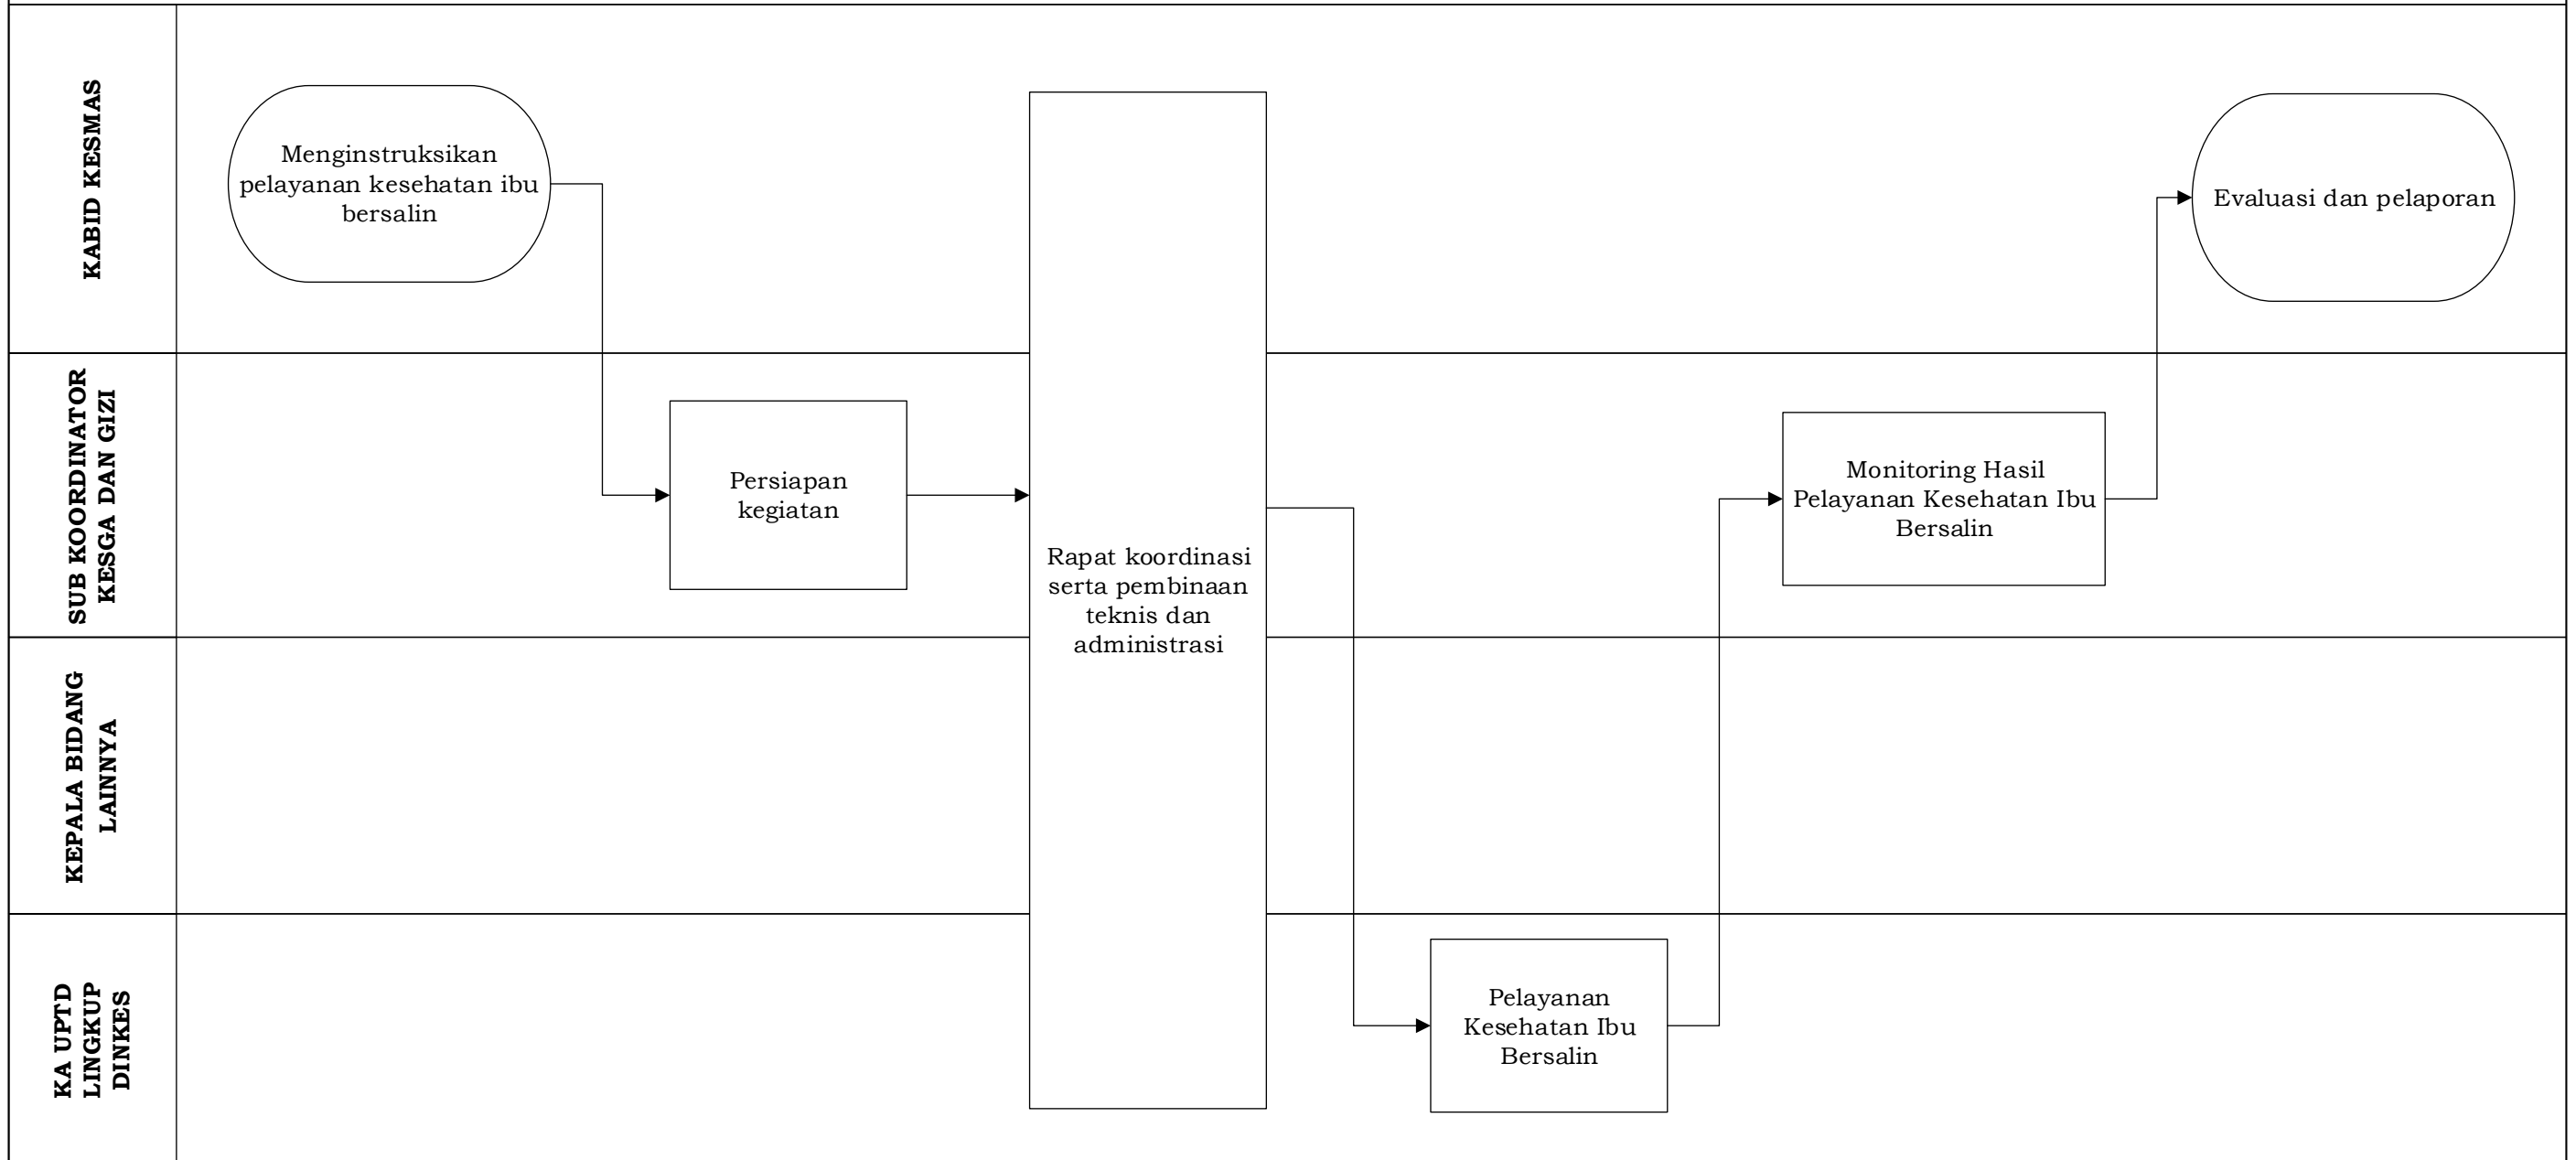 KABID KESMAS
Menginstruksikan
pelayanan kesehatan ibu
bersalin
Evaluasi dan pelaporan
SUB KOORDINATOR
KESGA DAN GIZI
Persiapan
kegiatan
Rapat koordinasi
serta pembinaan
teknis dan
administrasi
Monitoring Hasil
Pelayanan Kesehatan Ibu
Bersalin
KEPALA BIDANG
LAINNYA
KA UPTD
LINGKUP
DINKES
Pelayanan
Kesehatan Ibu
Bersalin